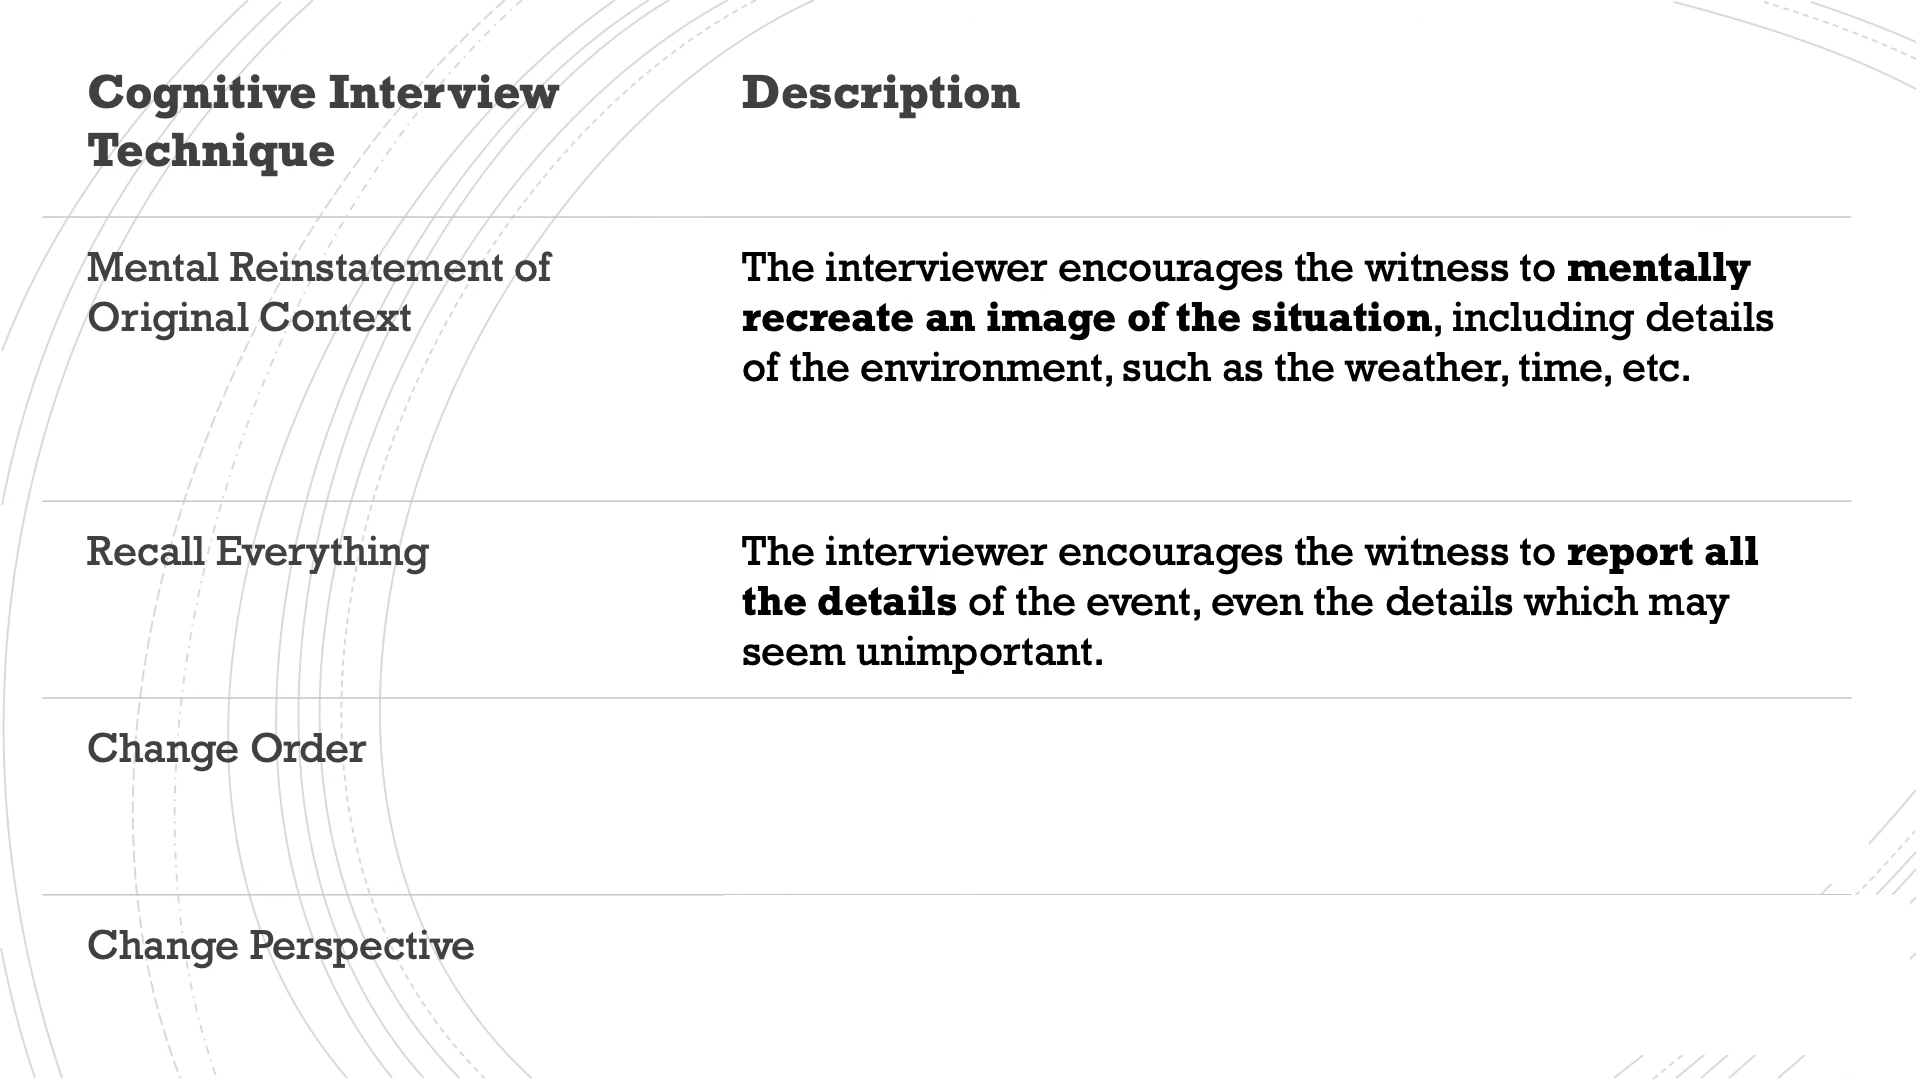 Cognitive Interview
Technique
Description
Mental Reinstatement of
Original Context
The interviewer encourages the witness to mentally
recreate an image of the situation, including details
of the environment, such as the weather, time, etc.
Recall Everything
The interviewer encourages the witness to report all
the details of the event, even the details which may
seem unimportant.
Change Order
Change Perspective